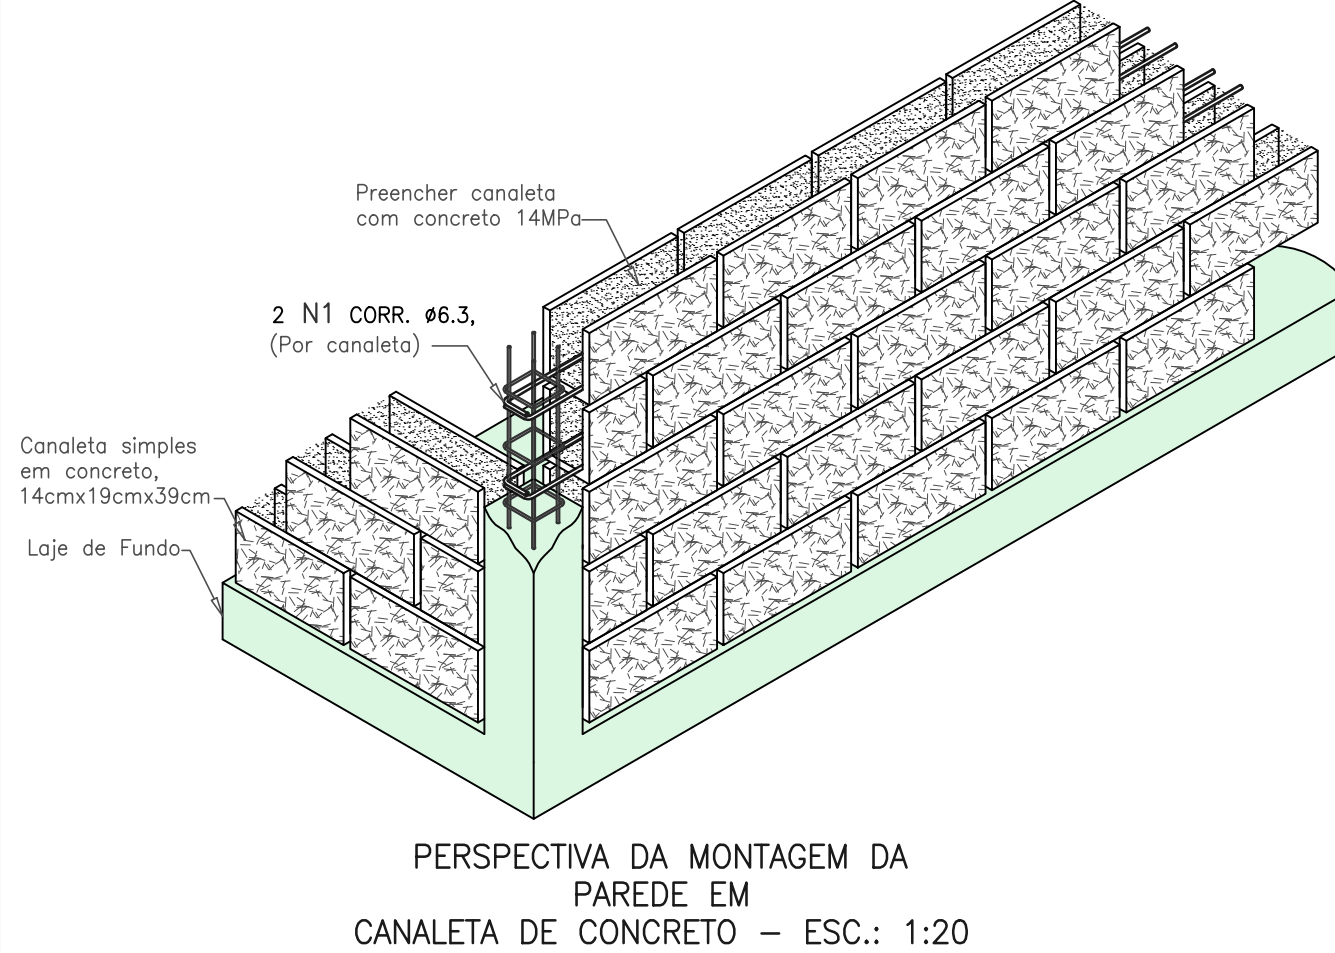 Preencher canaleta
com concreto 14MPa
2 N1 CORR. ø6.3,
(Por canaleta)
Canaleta simples
em concreto,
14cmx19cmx39cm
Laje de Fundo
PERSPECTIVA DA MONTAGEM DA
PAREDE EM
CANALETA DE CONCRETO – ESC.: 1:20